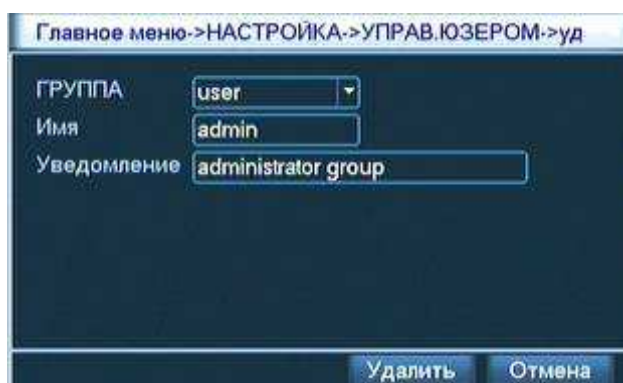 Главное меню->НАСТРОЙКА->УПРАВ.ЮЗЕРОМ->уд
ГРУППА user
Имя admin
Уведомление administrator group
Удалить Отмена